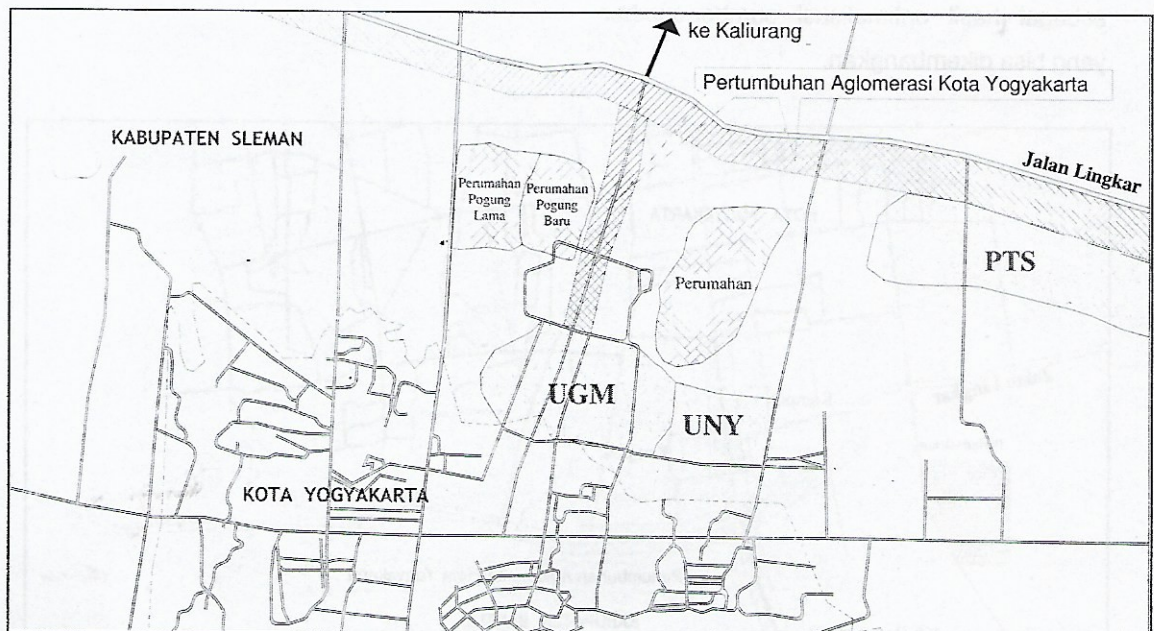 ke Kaliurang
Pertumbuhan Aglomerasi Kota Yogyakarta
KABUPATEN SLEMAN
Jalan Lingkar
Perumahan
Pogung
Lama
Perumahan
Pogung
Baru
PTS
Perumahan
UGM
UNY
KOTA YOGYAKARTA